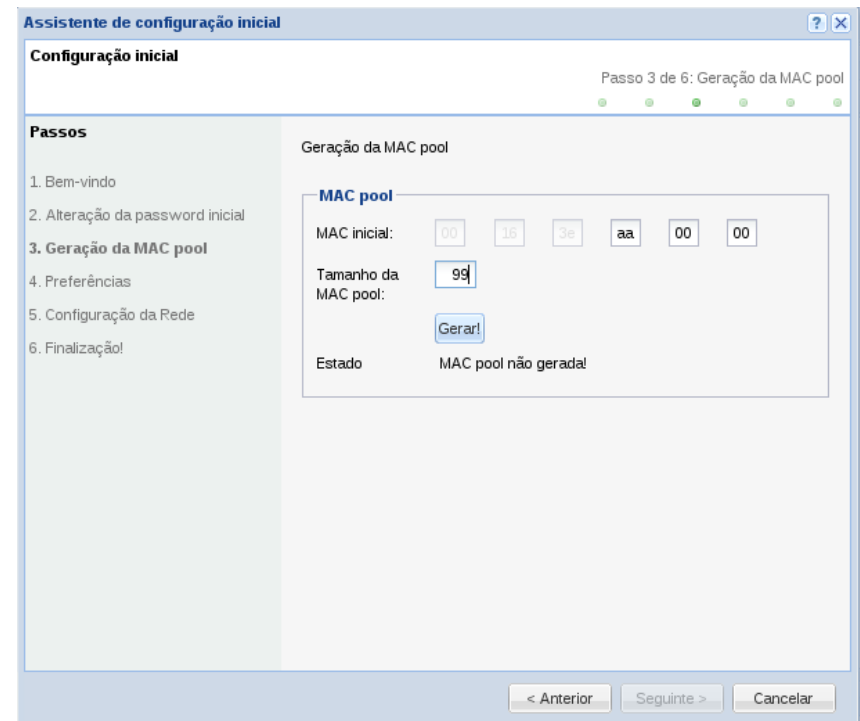 Assistente de configuração inicial
Configuração inicial
Passo 3 de 6: Geração da MAC pool
Passos
1. Bem-vindo
2. Alteração da password inicial
3. Geração da MAC pool
4. Preferências
5. Configuração da Rede
6. Finalização!
Geração da MAC pool
MAC pool
MAC inicial: 00 16 3e aa 00 00
Tamanho da 99
MAC pool:
Gerar!
Estado MAC pool não gerada!
< Anterior Seguinte > Cancelar